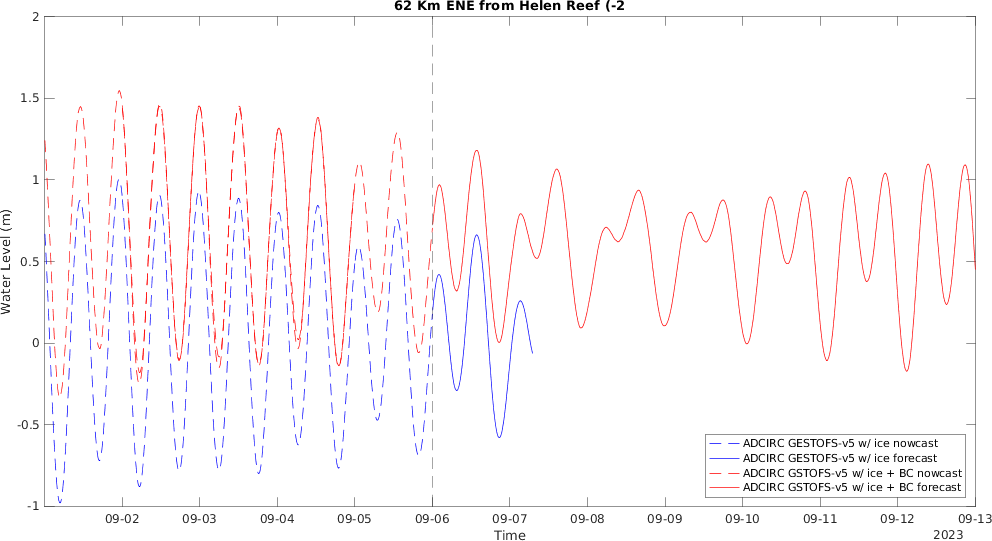 62 Km ENE from Helen Reef (-2
2
1.5
1
0.5
0
-0.5
-1
Water Level (m)
09-02 09-03 09-04 09-05 09-06 09-07 09-08 09-09 09-10 09-11 09-12 09-13
Time
2023
ADCIRC GESTOFS-v5 w/ ice nowcast
ADCIRC GESTOFS-v5 w/ ice forecast
ADCIRC GSTOFS-v5 w/ ice + BC nowcast
ADCIRC GSTOFS-v5 w/ ice + BC forecast